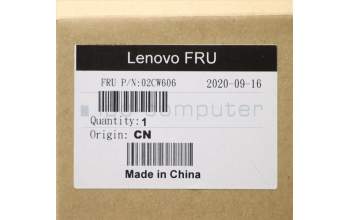 Lenovo FRU
FRU P/N:02CW606 2020-09-16
Quantity:1
Origin: CN
Made in China